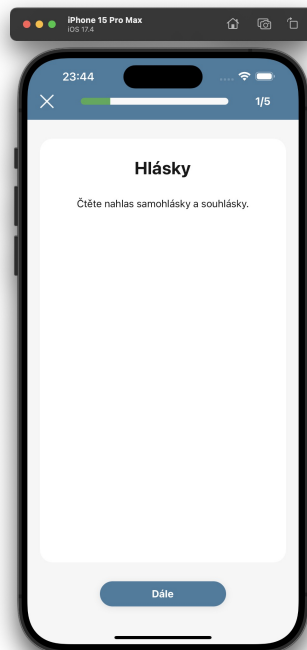 iPhone 15 Pro Max
iOS 17.4
23:44
1/5
Hlásky
Čtěte nahlas samohlásky a souhlásky.
Dále